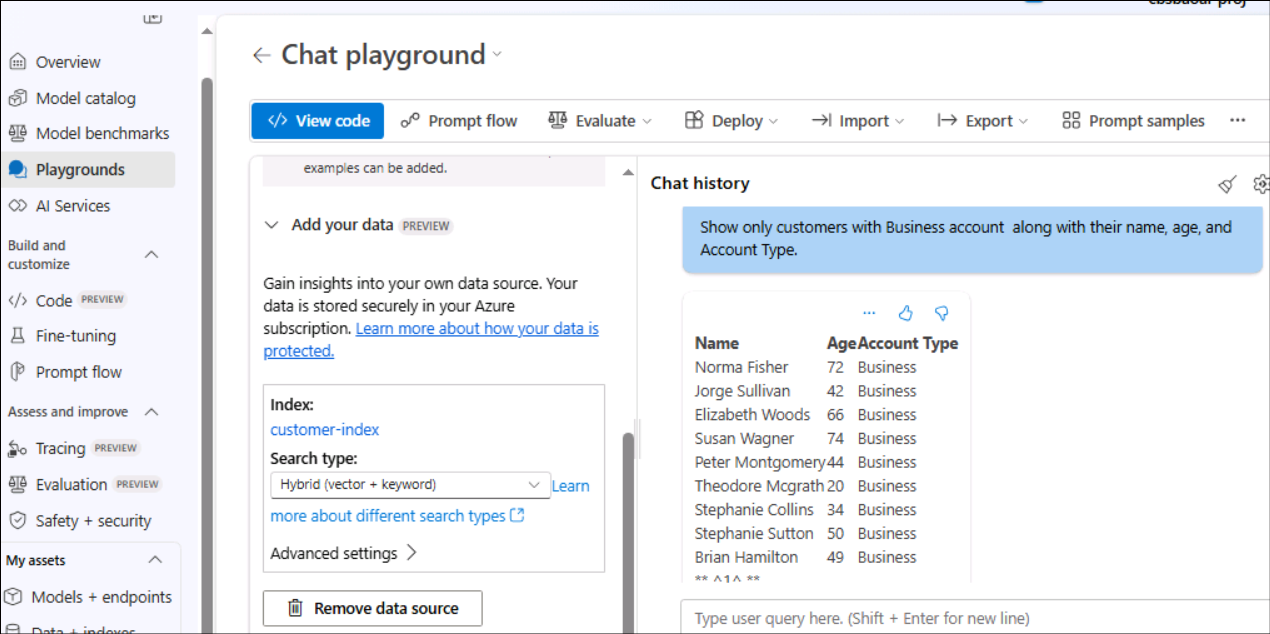 Overview
Model catalog
Model benchmarks
Playgrounds
AI Services
Build and
customize
Code PREVIEW
Fine-tuning
Prompt flow
Assess and improve
Tracing PREVIEW
Evaluation PREVIEW
Safety + security
My assets
Models + endpoints
Data + indexes
Chat playground
View code
Prompt flow
Evaluate
Deploy
Import
Export
Prompt samples
examples can be added.
Add your data PREVIEW
Gain insights into your own data source. Your
data is stored securely in your Azure
subscription. Learn more about how your data is
protected.
Index:
customer-index
Search type:
Hybrid (vector + keyword)
Learn
more about different search types
Advanced settings
Remove data source
Chat history
Show only customers with Business account along with their name, age, and
Account Type.
Name Age Account Type
Norma Fisher 72 Business
Jorge Sullivan 42 Business
Elizabeth Woods 66 Business
Susan Wagner 74 Business
Peter Montgomery 44 Business
Theodore Mcgrath 20 Business
Stephanie Collins 34 Business
Stephanie Sutton 50 Business
Brian Hamilton 49 Business
** ^1^ **
Type user query here. (Shift + Enter for new line)